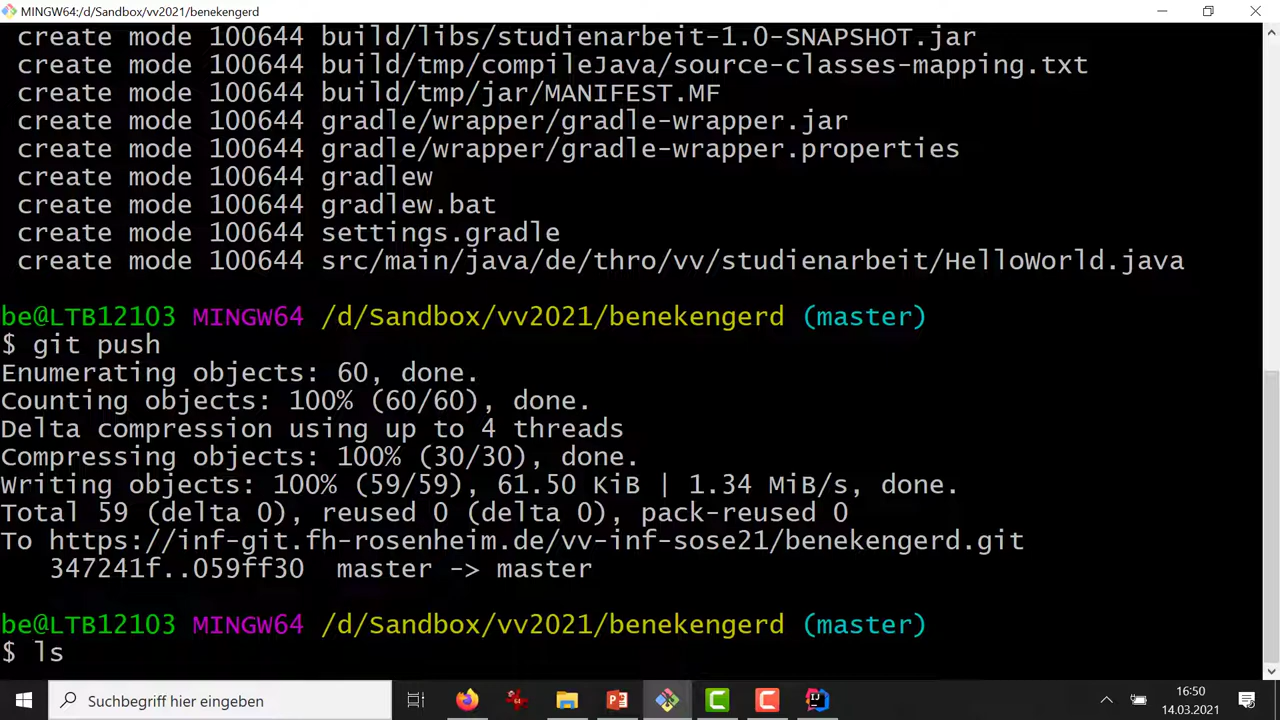 MINGW64:/d/Sandbox/vv2021/benekengerd
create mode 100644 build/libs/studienarbeit-1.0-SNAPSHOT.jar
create mode 100644 build/tmp/compileJava/source-classes-mapping.txt
create mode 100644 build/tmp/jar/MANIFEST.MF
create mode 100644 gradle/wrapper/gradle-wrapper.jar
create mode 100644 gradle/wrapper/gradle-wrapper.properties
create mode 100644 gradlew
create mode 100644 gradlew.bat
create mode 100644 settings.gradle
create mode 100644 src/main/java/de/thro/vv/studienarbeit/HelloWorld.java
be@LTB12103 MINGW64 /d/Sandbox/vv2021/benekengerd (master)
$ git push
Enumerating objects: 60, done.
Counting objects: 100% (60/60), done.
Delta compression using up to 4 threads
Compressing objects: 100% (30/30), done.
Writing objects: 100% (59/59), 61.50 KiB | 1.34 MiB/s, done.
Total 59 (delta 0), reused 0 (delta 0), pack-reused 0
To https://inf-git.fh-rosenheim.de/vv-inf-sose21/benekengerd.git
347241f..059ff30 master -> master
be@LTB12103 MINGW64 /d/Sandbox/vv2021/benekengerd (master)
$ ls
Suchbegriff hier eingeben
16:50
14.03.2021